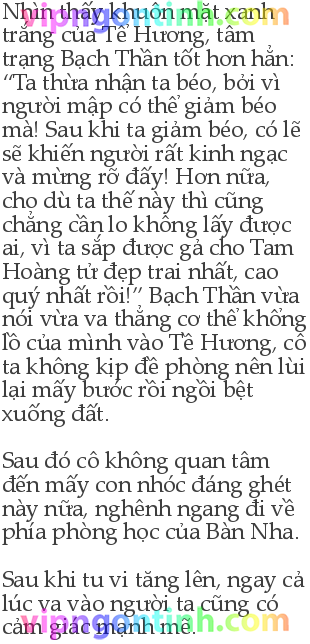 Nhìn thấy khuôn mặt xanh
trắng của Tề Hương, tâm
trạng Bạch Thần tốt hơn hẳn:
“Ta thừa nhận ta béo, bởi vì
người mập có thể giảm béo
mà! Sau khi ta giảm béo, có lẽ
sẽ khiến người rất kinh ngạc
và mừng rỡ đấy! Hơn nữa,
cho dù ta thế này thì cũng
chẳng cần lo không lấy được
ai, vì ta sắp được gả cho Tam
Hoàng tử đẹp trai nhất, cao
quý nhất rồi!” Bạch Thần vừa
nói vừa va thẳng cơ thể khổng
lồ của mình vào Tề Hương, cô
ta không kịp đề phòng nên lùi
lại mấy bước rồi ngồi bệt
xuống đất.
Sau đó cô không quan tâm
đến mấy con nhóc đáng ghét
này nữa, nghênh ngang đi về
phía phòng học của Bàn Nha.
Sau khi tu vi tăng lên, ngay cả
lúc va vào người ta cũng có
cảm giác mạnh mẽ.
vipngontinh.com
vipngontinh.com